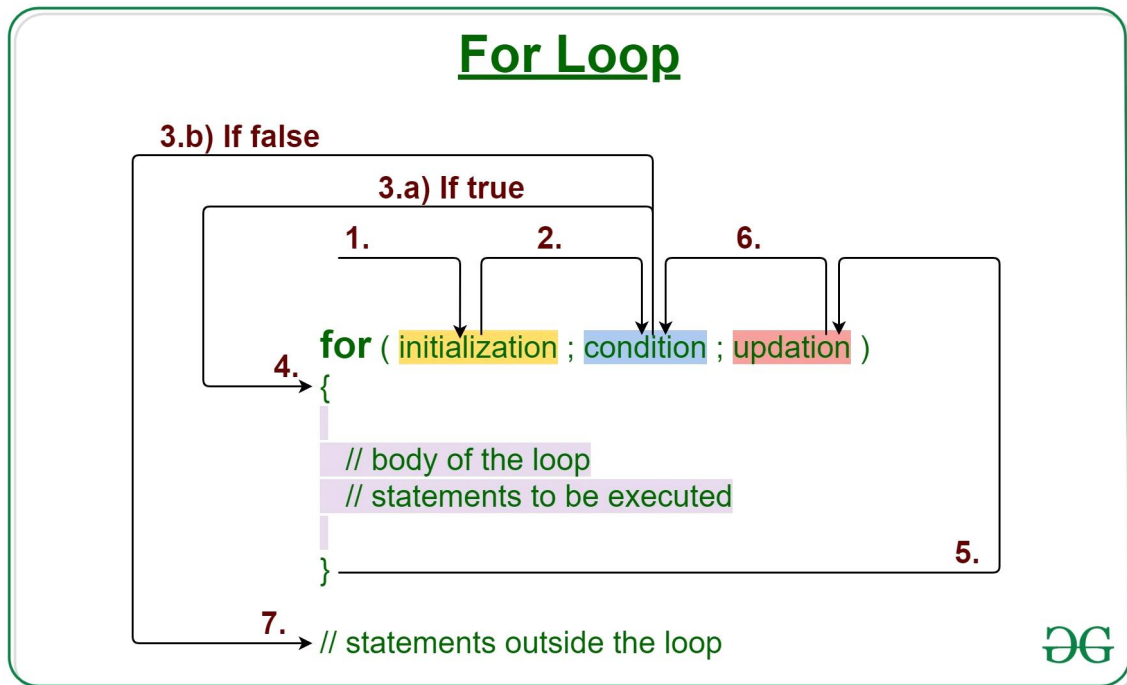 For Loop
3.b) If false
3.a) If true
1.
2.
6.
for ( initialization ; condition ; updation )
4.
{
// body of the loop
// statements to be executed
5.
}
7.
// statements outside the loop